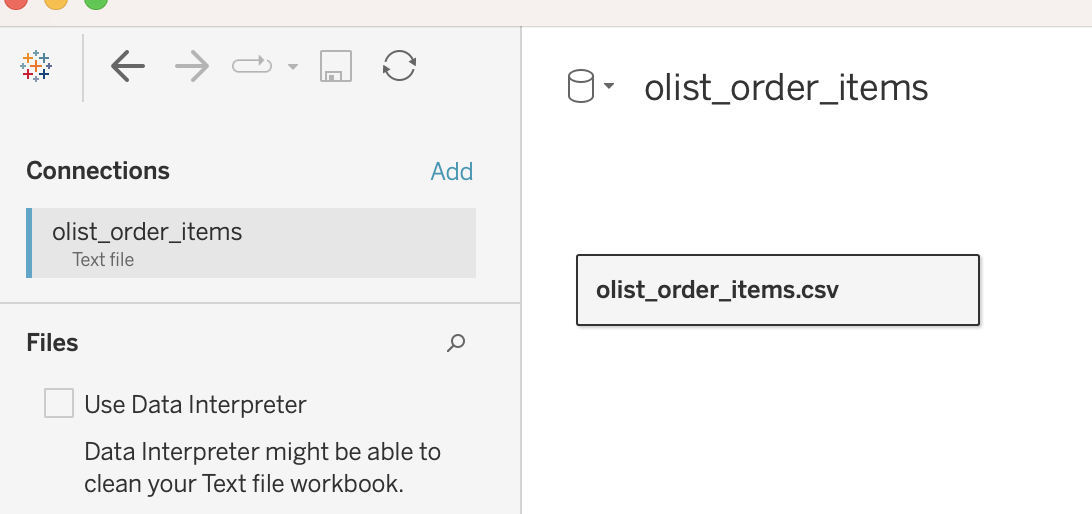 olist_order_items
Connections
Add
olist_order_items
Text file
olist_order_items.csv
Files
Use Data Interpreter
Data Interpreter might be able to
clean your Text file workbook.